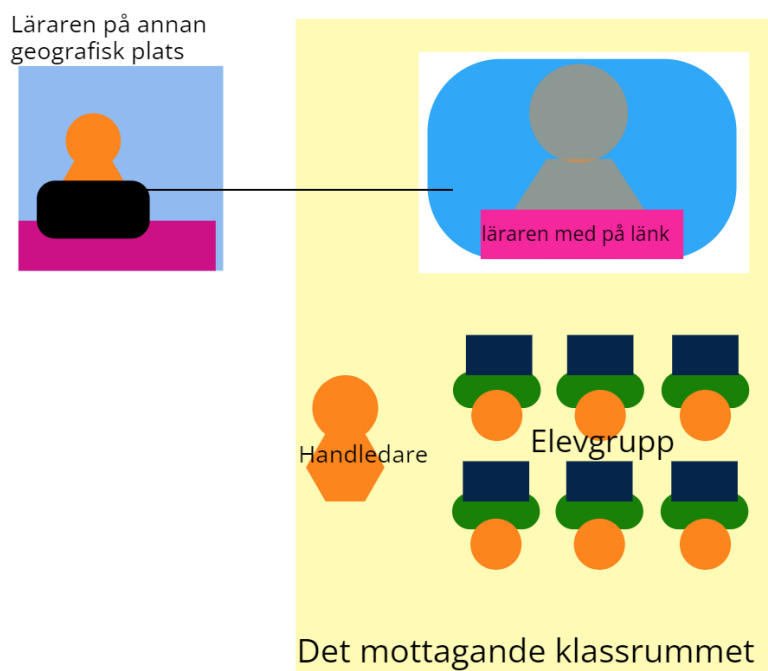 Läraren på annan
geografisk plats
läraren med på länk
Handledare
Elevgrupp
Det mottagande klassrummet